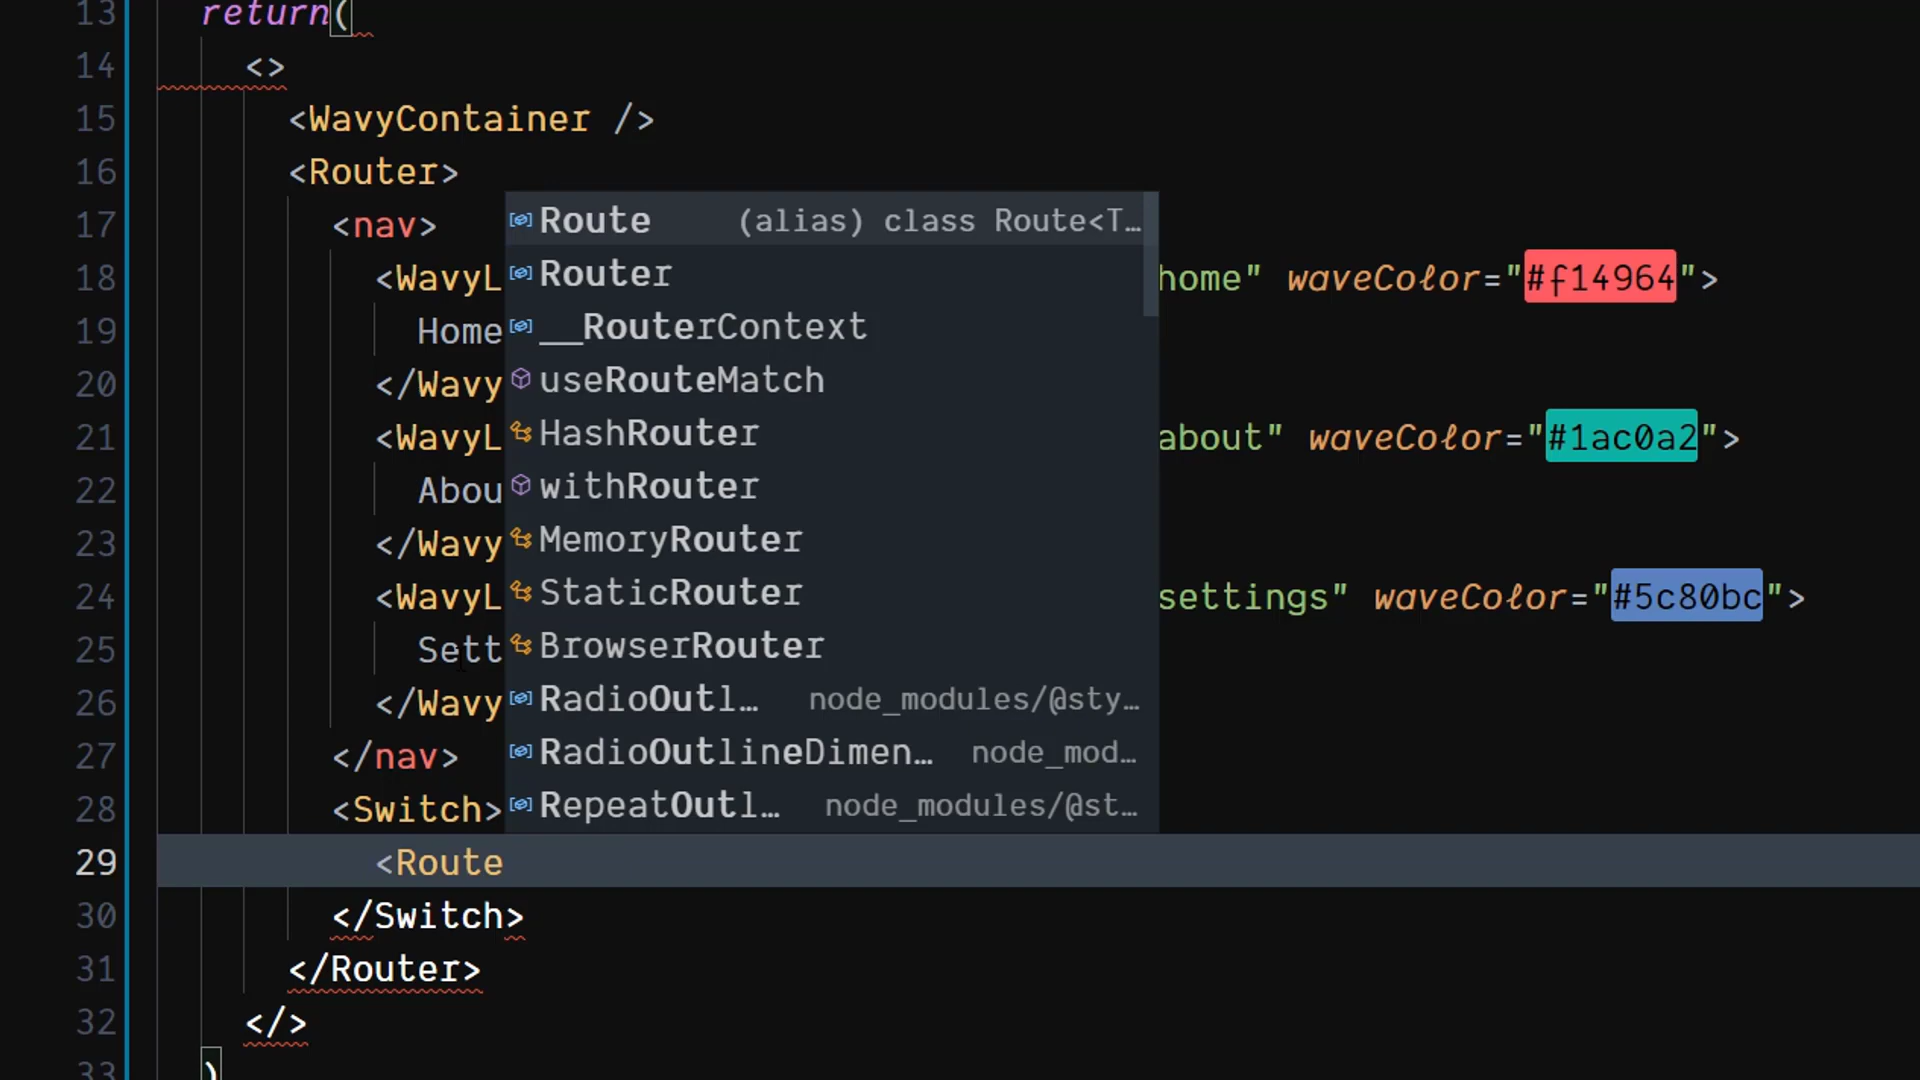 13 return(
14 <>
15 <WavyContainer />
16 <Router>
17 <nav>
Route (alias) class Route<T…
Router
18 <WavyL home" waveColor="#f14964">
19 Home __RouterContext
20 </Wavy useRouteMatch
HashRouter
21 <WavyL about" waveColor="#1ac0a2">
22 Abou withRouter
23 </Wavy MemoryRouter
24 <WavyL StaticRouter settings" waveColor="#5c80bc">
25 Sett BrowserRouter
26 </Wavy RadioOutl… node_modules/@sty…
27 </nav> RadioOutlineDimen… node_mod…
28 <Switch> RepeatOutl… node_modules/@st…
29 <Route
30 </Switch>
31 </Router>
32 </>
33 )